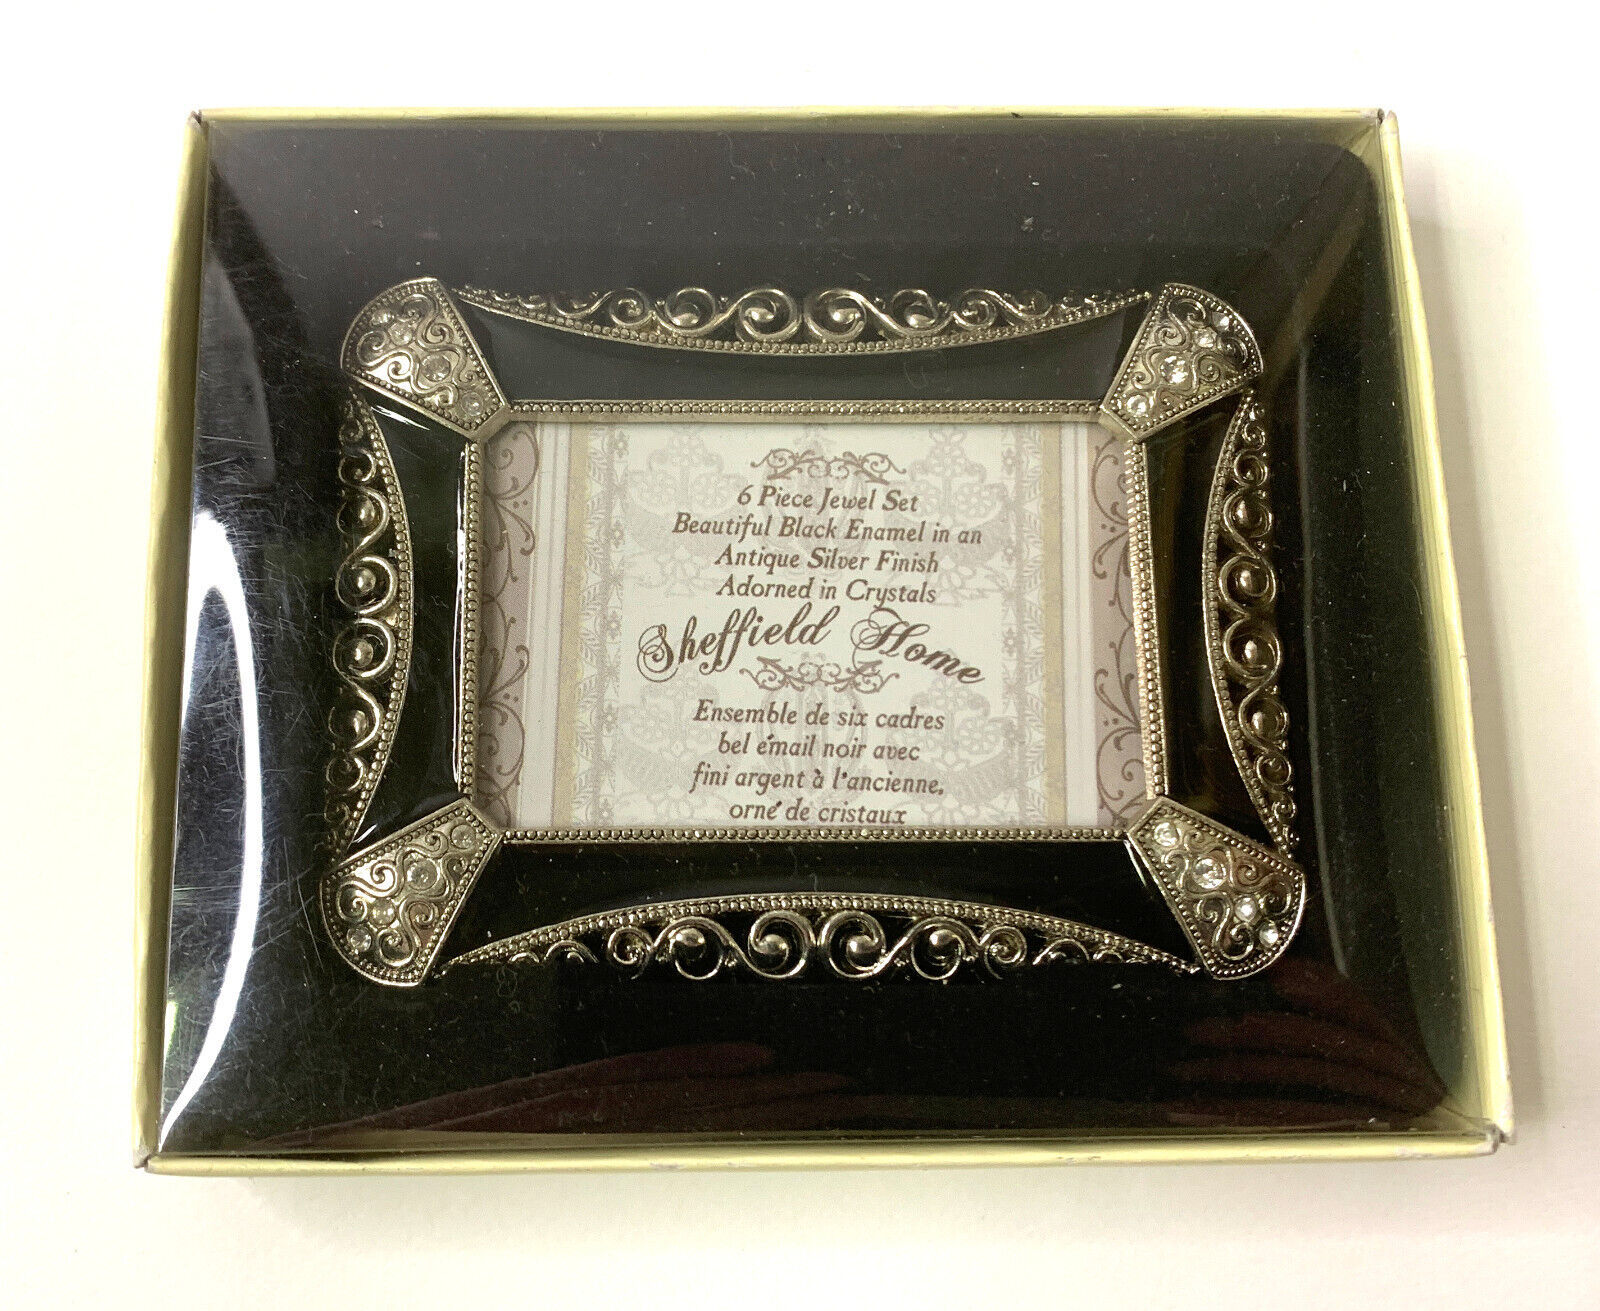 6 Piece Jewel Set
Beautiful Black Enamel in an
Antique Silver Finish
Adorned in Crystals
Sheffield Home
Ensemble de six cadres
bel émail noir avec
fini argent à l'ancienne,
orné de cristaux